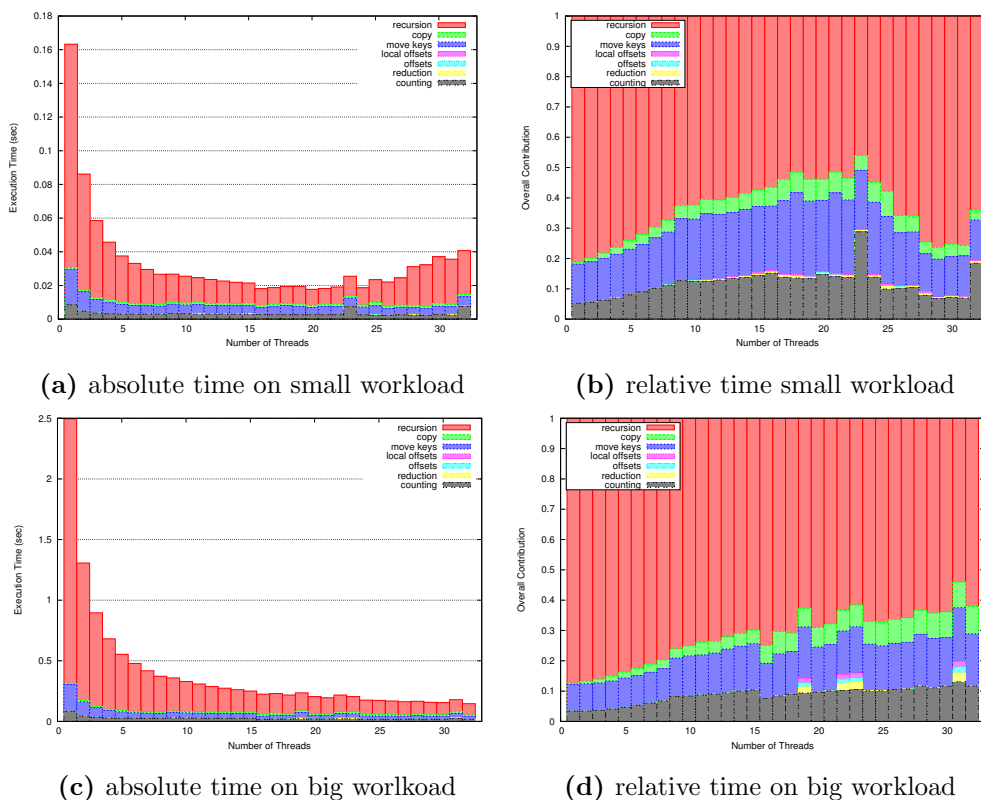 0.18
0.16
0.14
0.12
0.1
0.08
0.06
0.04
0.02
0
Execution Time (sec)
recursion
copy
move keys
local offsets
offsets
reduction
counting
0 5 10 15 20 25 30
Number of Threads
(a) absolute time on small workload
1
0.9
0.8
0.7
0.6
0.5
0.4
0.3
0.2
0.1
0
Overall Contribution
recursion
copy
move keys
local offsets
offsets
reduction
counting
0 5 10 15 20 25 30
Number of Threads
(b) relative time small workload
2.5
2
1.5
1
0.5
0
Execution Time (sec)
recursion
copy
move keys
local offsets
offsets
reduction
counting
0 5 10 15 20 25 30
Number of Threads
(c) absolute time on big worlkoad
1
0.9
0.8
0.7
0.6
0.5
0.4
0.3
0.2
0.1
0
Overall Contribution
recursion
copy
move keys
local offsets
offsets
reduction
counting
0 5 10 15 20 25 30
Number of Threads
(d) relative time on big workload